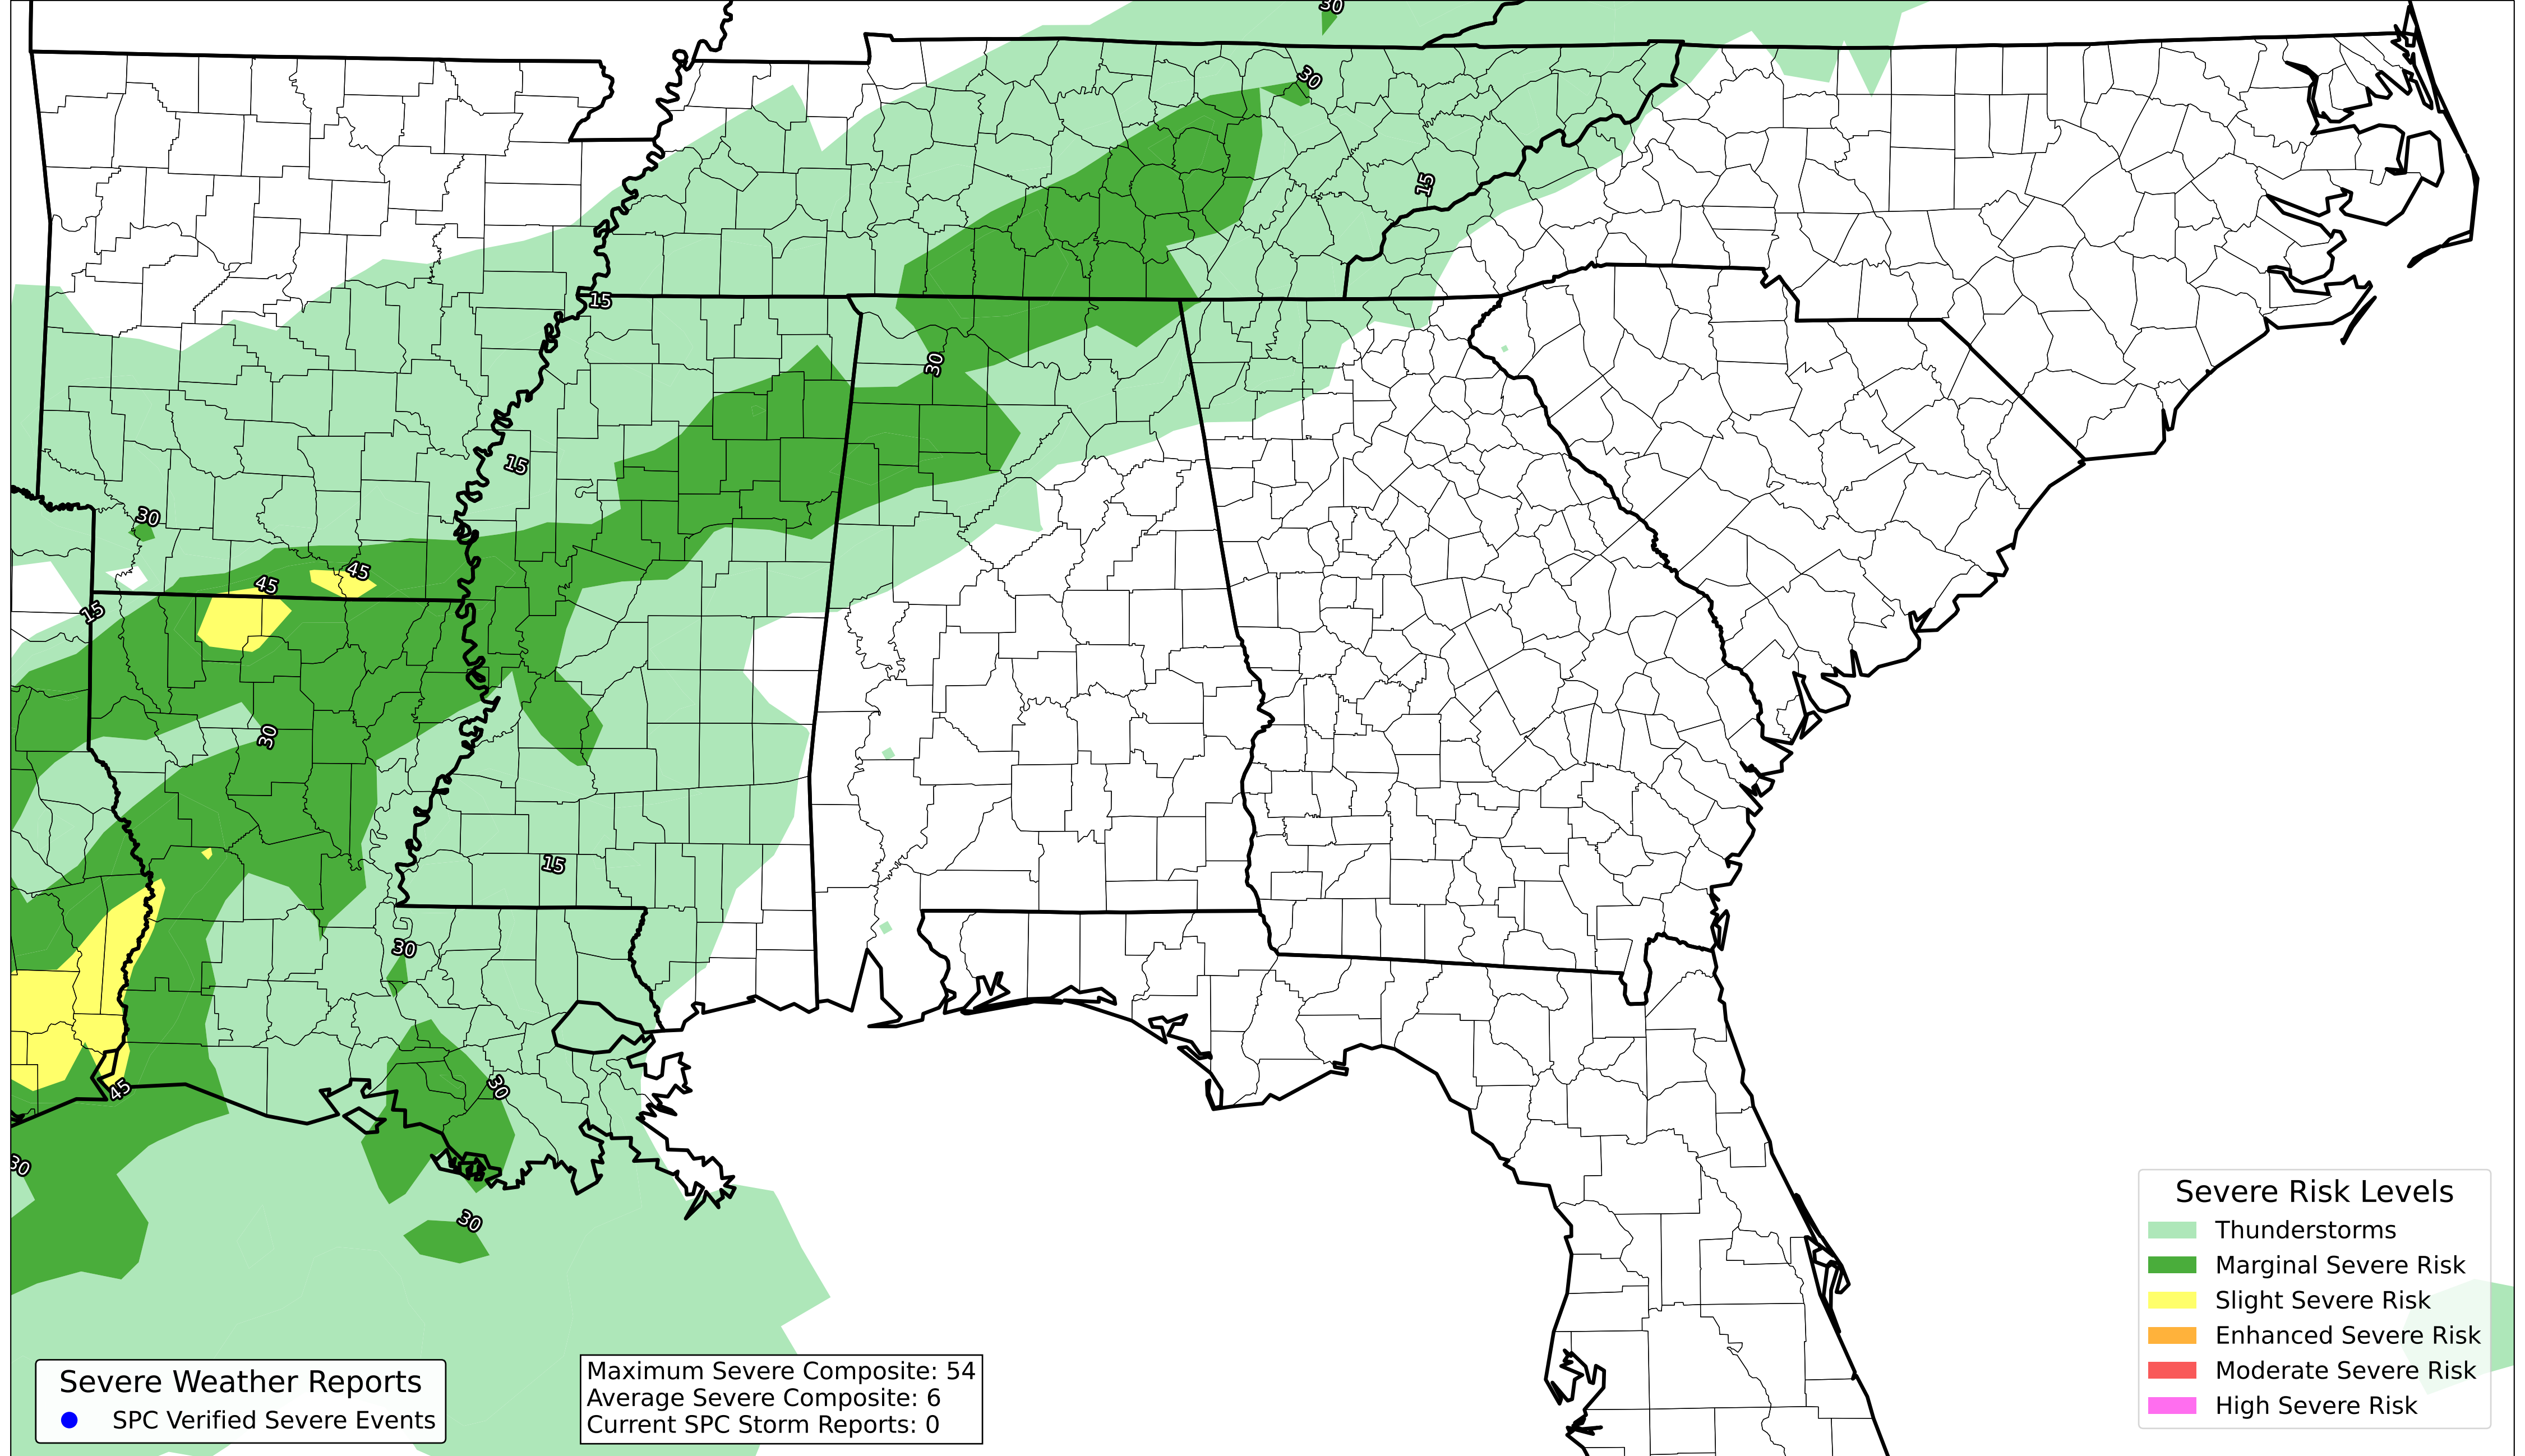 30
30
15
15
30
15
30
45
45
15
30
15
30
30
45
30
30
Severe Risk Levels
Thunderstorms
Marginal Severe Risk
Slight Severe Risk
Enhanced Severe Risk
Moderate Severe Risk
High Severe Risk
Severe Weather Reports
SPC Verified Severe Events
Maximum Severe Composite: 54
Average Severe Composite: 6
Current SPC Storm Reports: 0